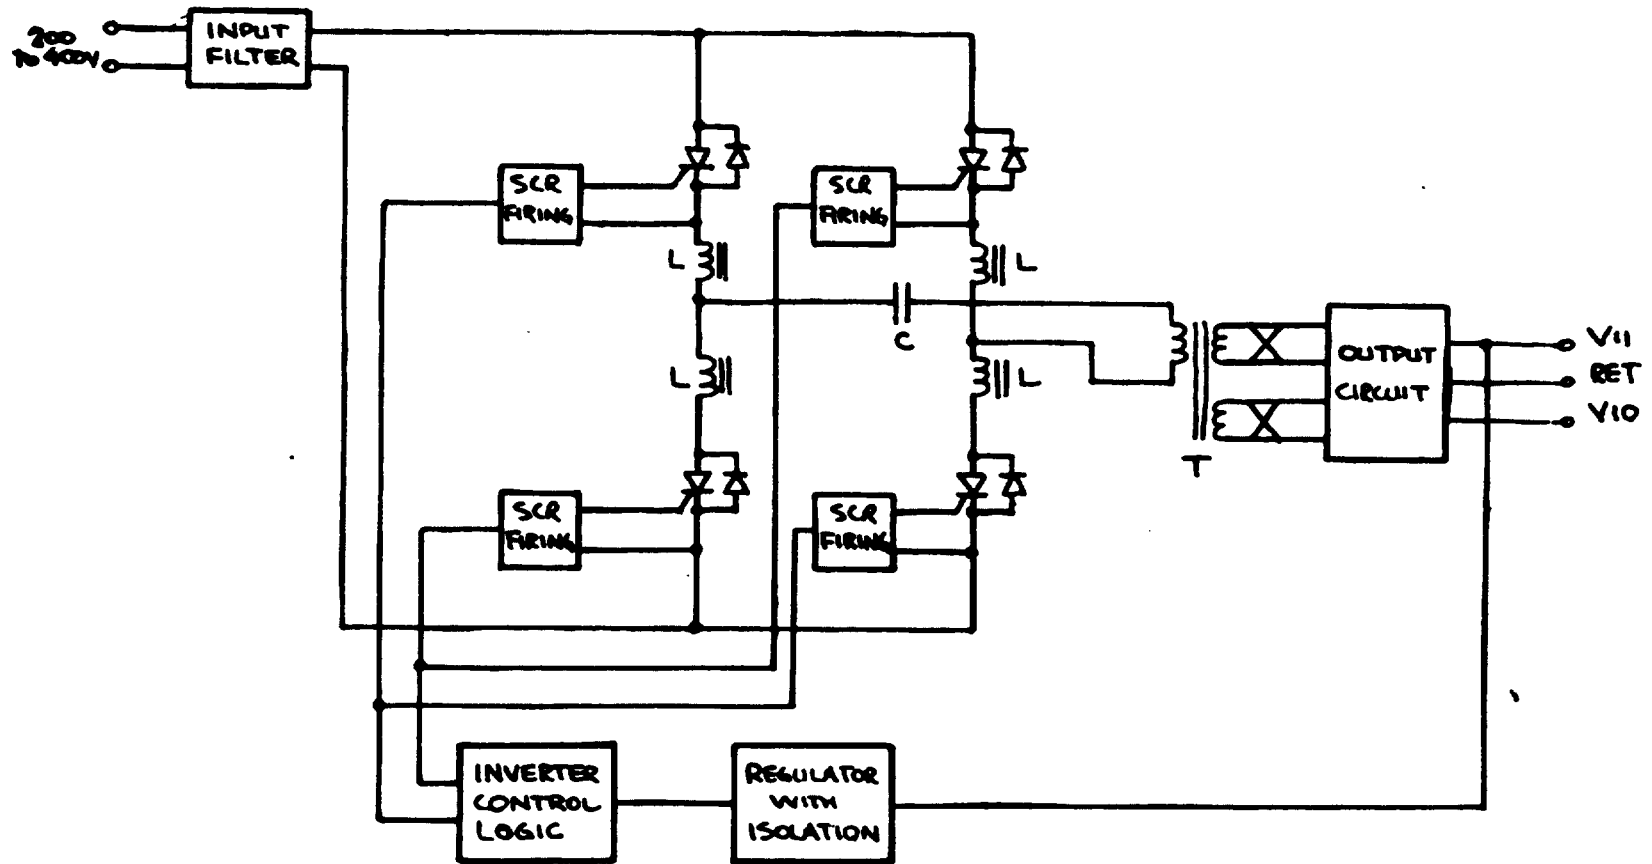 200
TO 400V
INPUT
FILTER
SCR
FIRING
SCR
FIRING
L
L
C
L
L
SCR
FIRING
SCR
FIRING
T
OUTPUT
CIRCUIT
V11
RET
V10
INVERTER
CONTROL
LOGIC
REGULATOR
WITH
ISOLATION